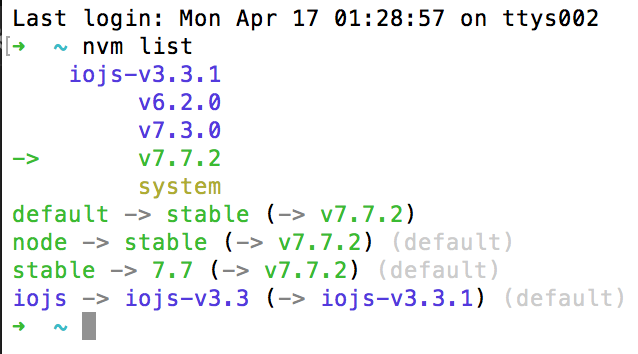 Last login: Mon Apr 17 01:28:57 on ttys002
[➜  ~ nvm list
    iojs-v3.3.1
         v6.2.0
         v7.3.0
->       v7.7.2
         system
default -> stable (-> v7.7.2)
node -> stable (-> v7.7.2) (default)
stable -> 7.7 (-> v7.7.2) (default)
iojs -> iojs-v3.3 (-> iojs-v3.3.1) (default)
➜  ~